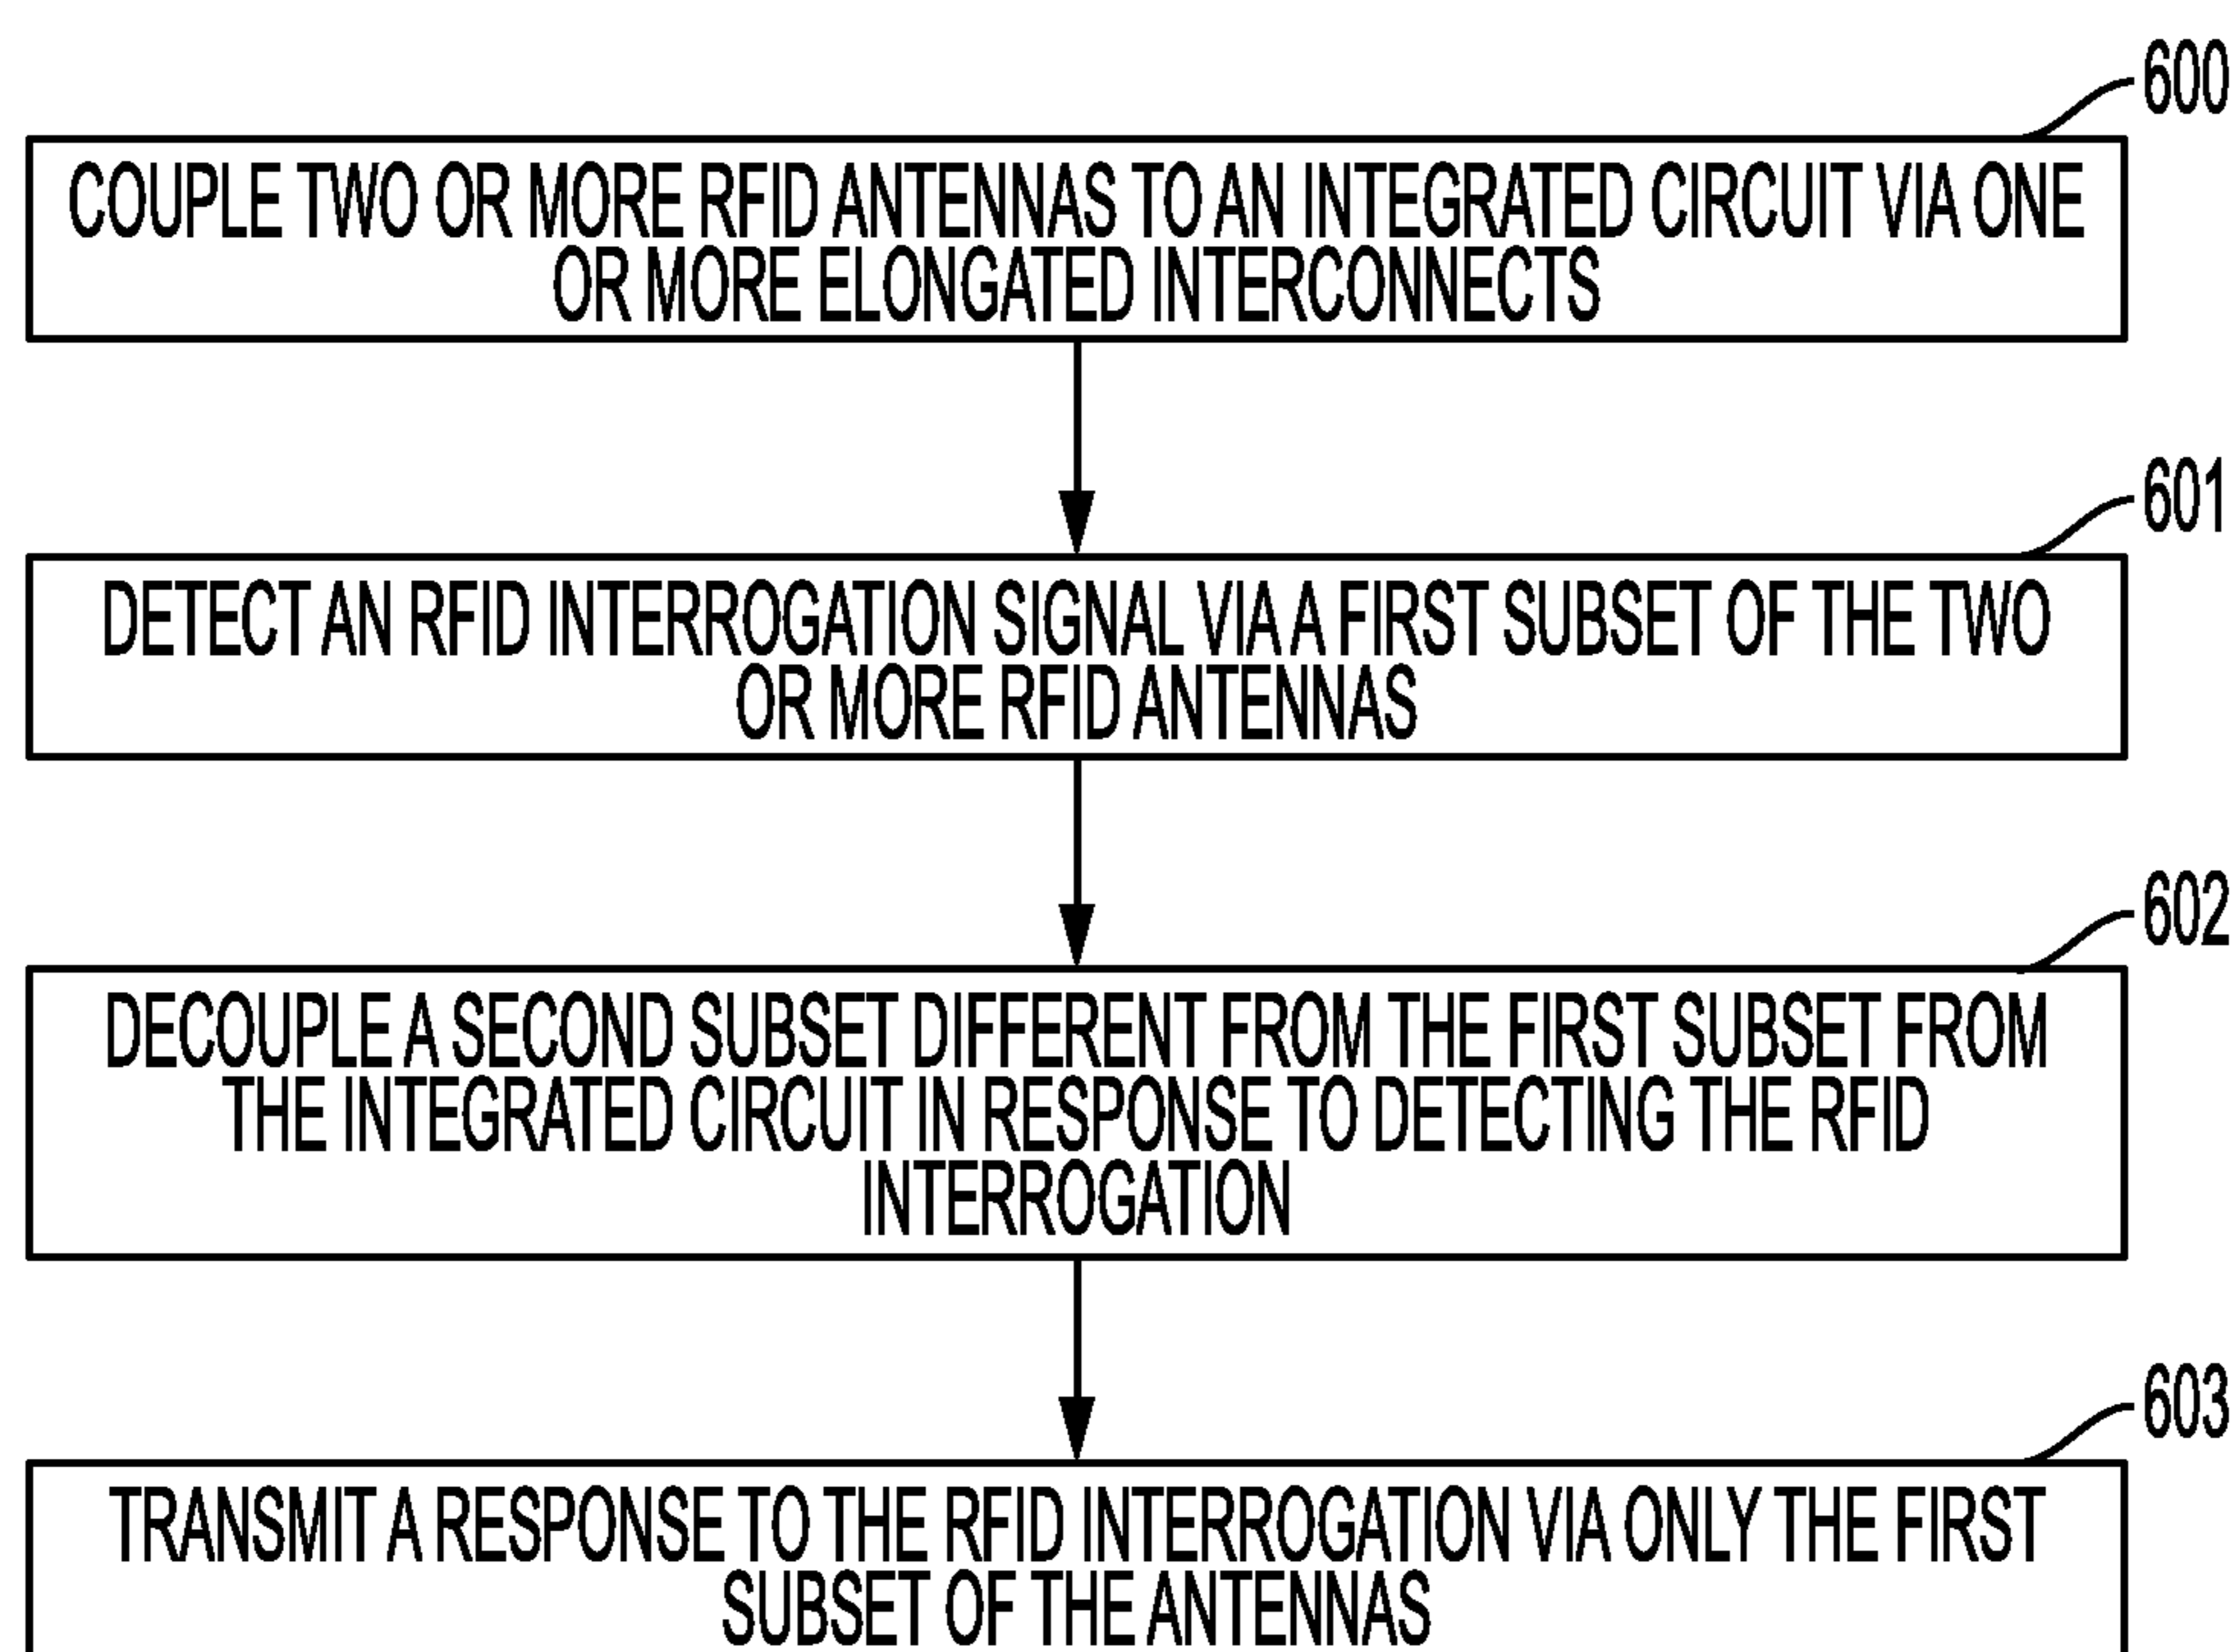 600
COUPLE TWO OR MORE RFID ANTENNAS TO AN INTEGRATED CIRCUIT VIA ONE
OR MORE ELONGATED INTERCONNECTS
601
DETECT AN RFID INTERROGATION SIGNAL VIA A FIRST SUBSET OF THE TWO
OR MORE RFID ANTENNAS
602
DECOUPLE A SECOND SUBSET DIFFERENT FROM THE FIRST SUBSET FROM
THE INTEGRATED CIRCUIT IN RESPONSE TO DETECTING THE RFID
INTERROGATION
603
TRANSMIT A RESPONSE TO THE RFID INTERROGATION VIA ONLY THE FIRST
SUBSET OF THE ANTENNAS